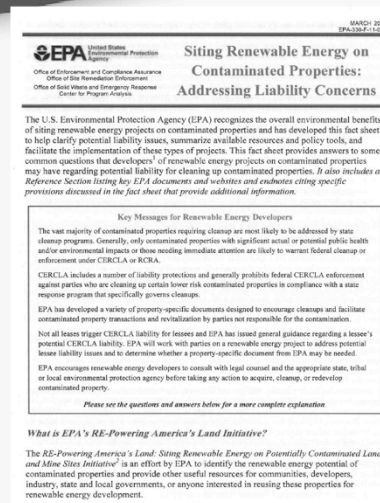 MARCH 20
EPA-330-F-11-0
EPA United States
Environmental Protection
Agency
Office of Enforcement and Compliance Assurance
Office of Site Remediation Enforcement
Office of Solid Waste and Emergency Response
Center for Program Analysis
Siting Renewable Energy on
Contaminated Properties:
Addressing Liability Concerns
The U.S. Environmental Protection Agency (EPA) recognizes the overall environmental benefits
of siting renewable energy projects on contaminated properties and has developed this fact sheet
to help clarify potential liability issues, summarize available resources and policy tools, and
facilitate the implementation of these types of projects. This fact sheet provides answers to some
common questions that developers1 of renewable energy projects on contaminated properties
may have regarding potential liability for cleaning up contaminated properties. It also includes a
Reference Section listing key EPA documents and websites and endnotes citing specific
provisions discussed in the fact sheet that provide additional information.
Key Messages for Renewable Energy Developers
The vast majority of contaminated properties requiring cleanup are most likely to be addressed by state
cleanup programs. Generally, only contaminated properties with significant actual or potential public health
and/or environmental impacts or those needing immediate attention are likely to warrant federal cleanup or
enforcement under CERCLA or RCRA.
CERCLA includes a number of liability protections and generally prohibits federal CERCLA enforcement
against parties who are cleaning up certain lower risk contaminated properties in compliance with a state
response program that specifically governs cleanups.
EPA has developed a variety of property-specific documents designed to encourage cleanups and facilitate
contaminated property transactions and revitalization by parties not responsible for the contamination.
Not all leases trigger CERCLA liability for lessees and EPA has issued general guidance regarding a lessee's
potential CERCLA liability. EPA will work with parties on a renewable energy project to address potential
lessee liability issues and to determine whether a property-specific document from EPA may be needed.
EPA encourages renewable energy developers to consult with legal counsel and the appropriate state, tribal
or local environmental protection agency before taking any action to acquire, cleanup, or redevelop
contaminated property.
Please see the questions and answers below for a more complete explanation
What is EPA's RE-Powering America's Land Initiative?
The RE-Powering America's Land: Siting Renewable Energy on Potentially Contaminated Land
and Mine Sites Initiative2 is an effort by EPA to identify the renewable energy potential of
contaminated properties and provide other useful resources for communities, developers,
industry, state and local governments, or anyone interested in reusing these properties for
renewable energy development.